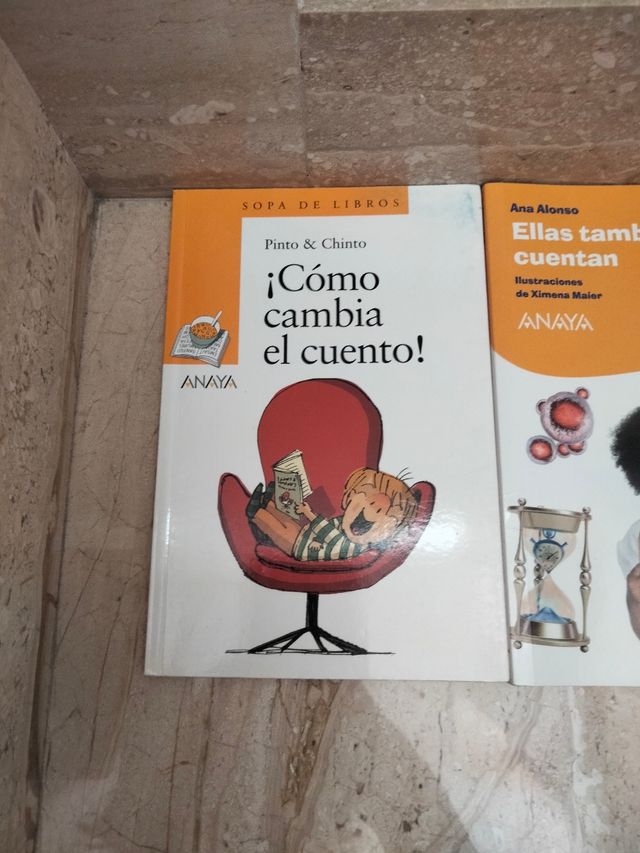 SOPA DE LIBROS
Pinto & Chinto
¡Cómo
cambia
el cuento!
ANAYA
Ana Alonso
Ellas tamb
cuentan
Ilustraciones
de Ximena Maier
ANAYA